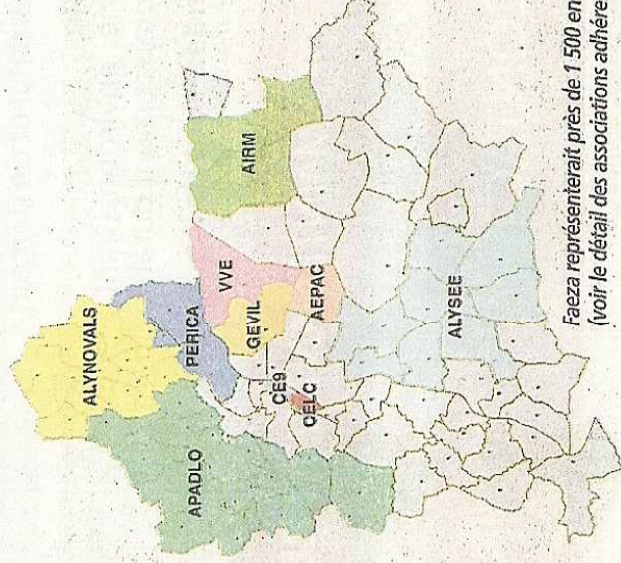 ALYNOVALS
APADLO
PERICA
VVE
AIRM
GEVIL
CE9
CELC
AEPAC
ALYSEE
Faeza représenterait près de 1 500 en
(voir le détail des associations adhére